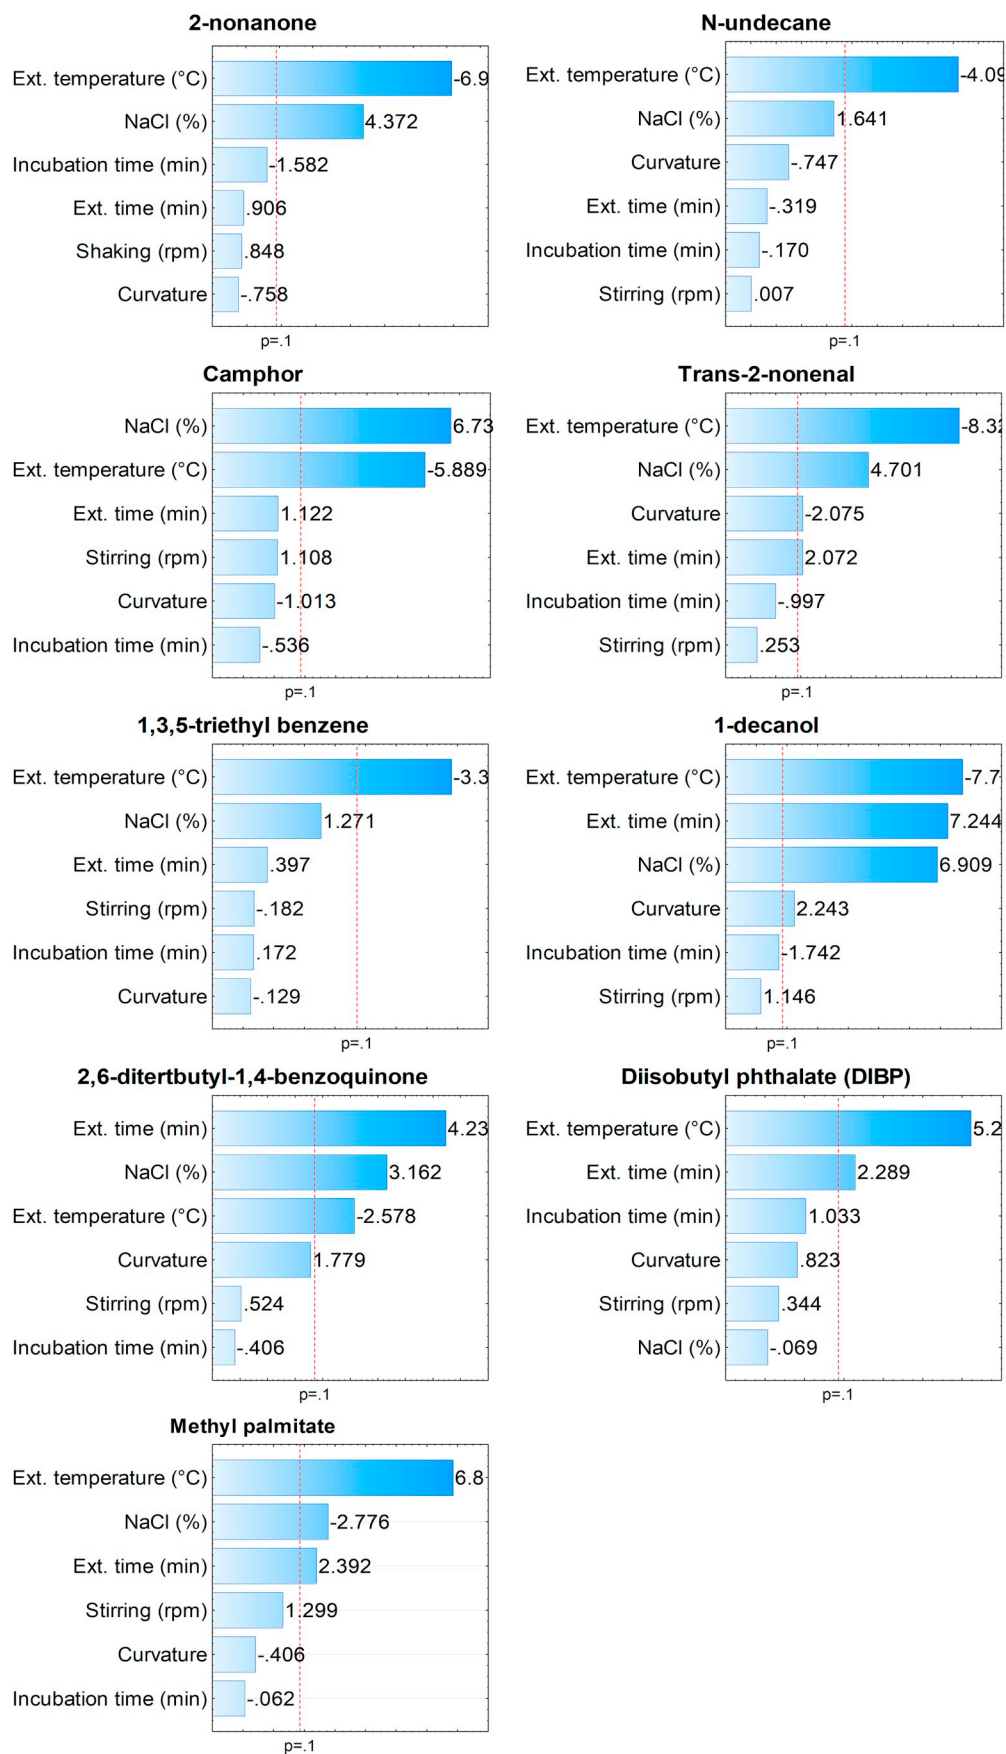 2-nonanone
Ext. temperature (°C) -6.9
NaCl (%) 4.372
Incubation time (min) -1.582
Ext. time (min) .906
Shaking (rpm) .848
Curvature -.758
p=.1
N-undecane
Ext. temperature (°C) -4.09
NaCl (%) 1.641
Curvature -.747
Ext. time (min) -.319
Incubation time (min) -.170
Stirring (rpm) .007
p=.1
Camphor
NaCl (%) 6.73
Ext. temperature (°C) -5.889
Ext. time (min) 1.122
Stirring (rpm) 1.108
Curvature -1.013
Incubation time (min) -.536
p=.1
Trans-2-nonenal
Ext. temperature (°C) -8.32
NaCl (%) 4.701
Curvature -2.075
Ext. time (min) 2.072
Incubation time (min) -.997
Stirring (rpm) .253
p=.1
1,3,5-triethyl benzene
Ext. temperature (°C) -3.3
NaCl (%) 1.271
Ext. time (min) .397
Stirring (rpm) -.182
Incubation time (min) .172
Curvature -.129
p=.1
1-decanol
Ext. temperature (°C) -7.7
Ext. time (min) 7.244
NaCl (%) 6.909
Curvature 2.243
Incubation time (min) -1.742
Stirring (rpm) 1.146
p=.1
2,6-ditertbutyl-1,4-benzoquinone
Ext. time (min) 4.23
NaCl (%) 3.162
Ext. temperature (°C) -2.578
Curvature 1.779
Stirring (rpm) .524
Incubation time (min) -.406
p=.1
Diisobutyl phthalate (DIBP)
Ext. temperature (°C) 5.2
Ext. time (min) 2.289
Incubation time (min) 1.033
Curvature .823
Stirring (rpm) .344
NaCl (%) -.069
p=.1
Methyl palmitate
Ext. temperature (°C) 6.8
NaCl (%) -2.776
Ext. time (min) 2.392
Stirring (rpm) 1.299
Curvature -.406
Incubation time (min) -.062
p=.1